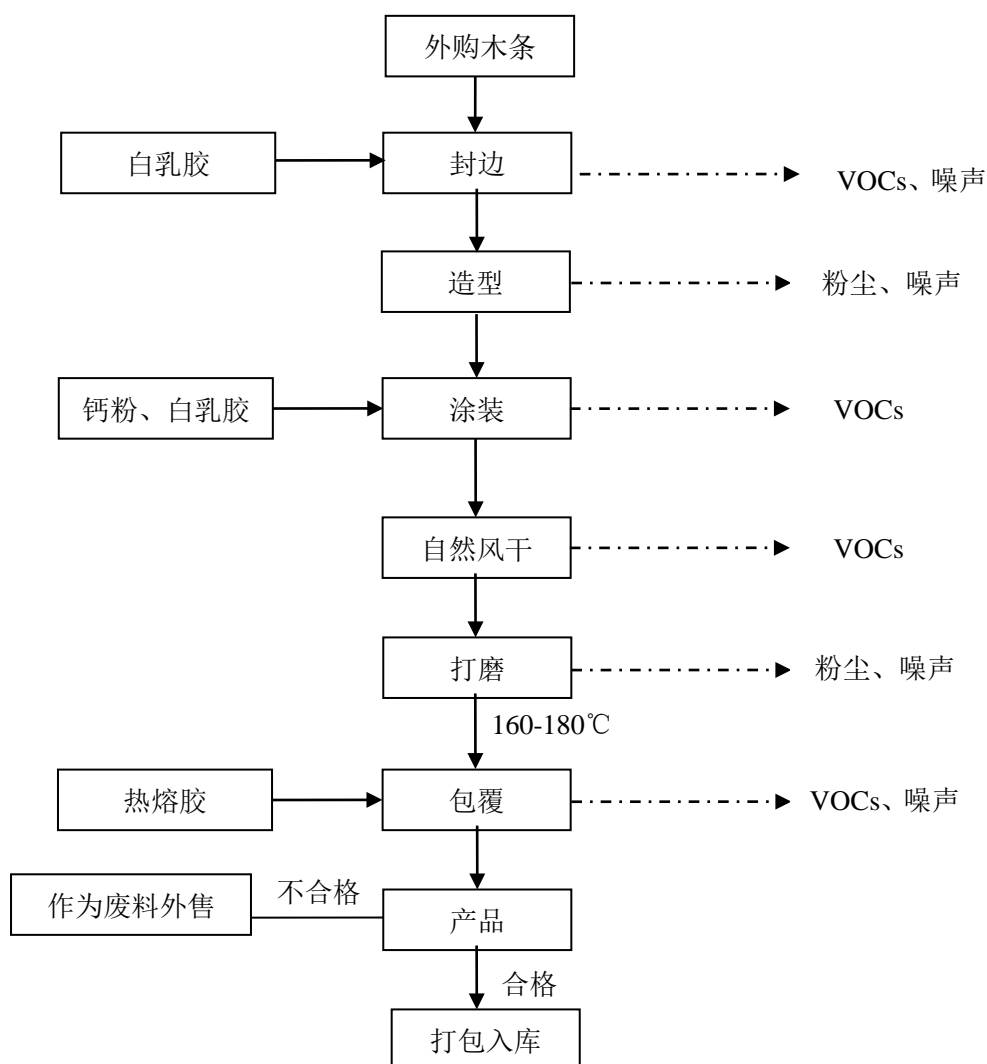 外购木条
白乳胶
封边
VOCs、噪声
造型
粉尘、噪声
钙粉、白乳胶
涂装
VOCs
自然风干
VOCs
打磨
粉尘、噪声
160-180℃
热熔胶
包覆
VOCs、噪声
作为废料外售
不合格
产品
合格
打包入库